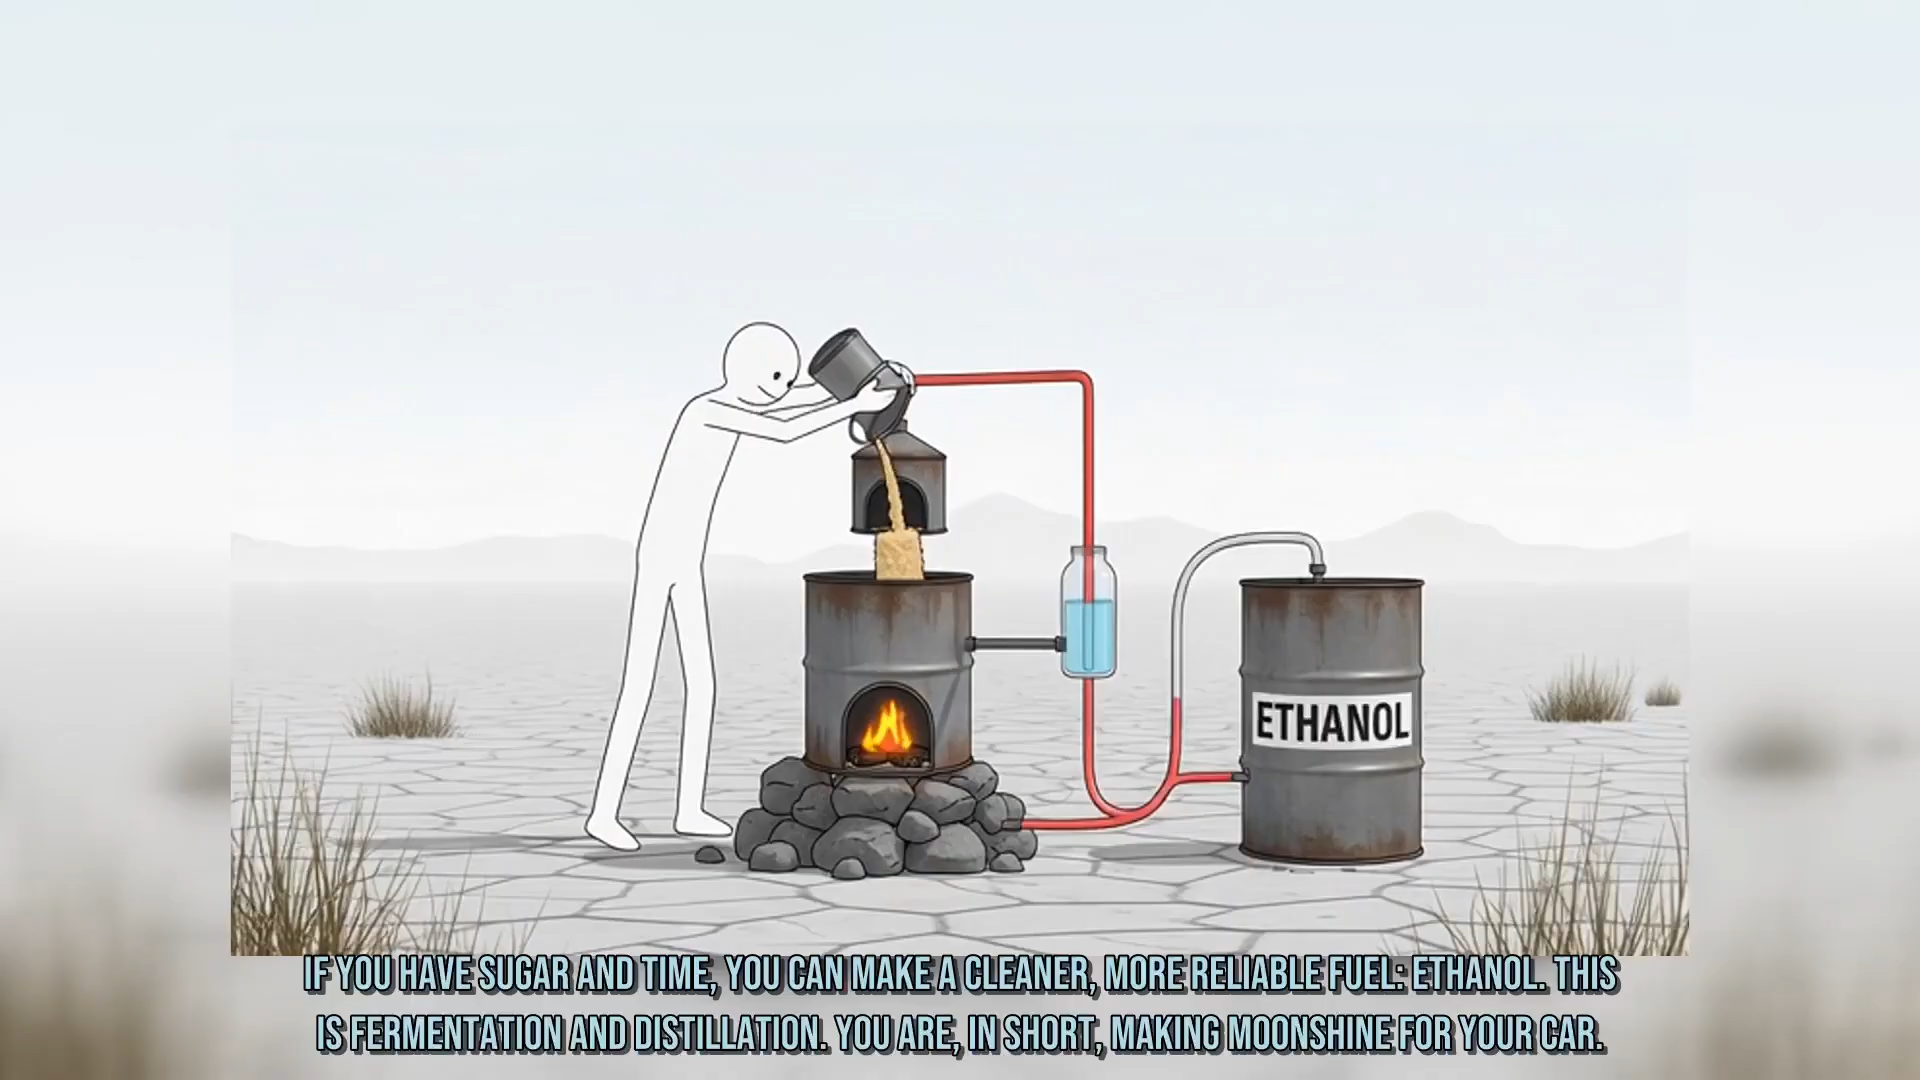 ETHANOL
IF YOU HAVE SUGAR AND TIME, YOU CAN MAKE A CLEANER, MORE RELIABLE FUEL: ETHANOL. THIS
IS FERMENTATION AND DISTILLATION. YOU ARE, IN SHORT, MAKING MOONSHINE FOR YOUR CAR.